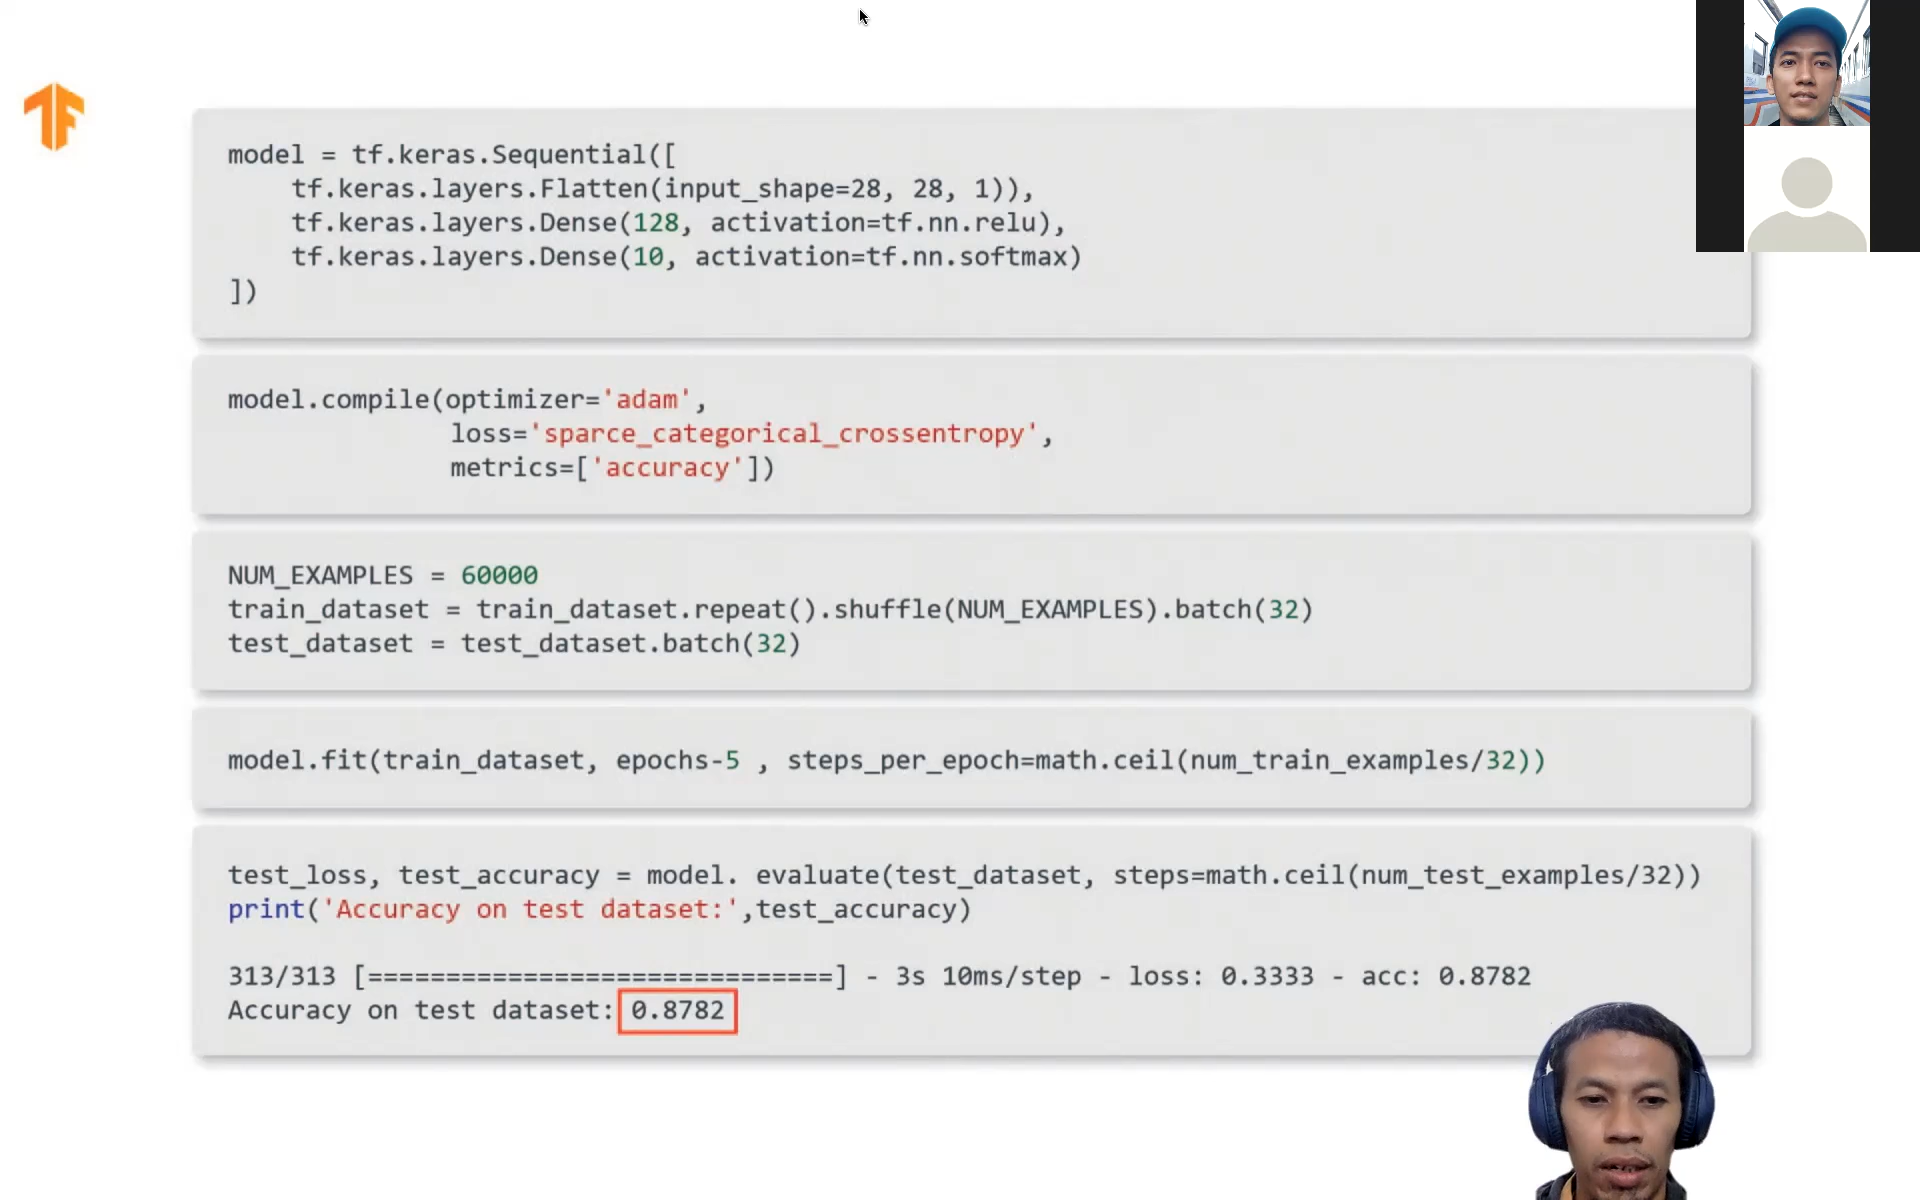 model = tf.keras.Sequential([
    tf.keras.layers.Flatten(input_shape=28, 28, 1)),
    tf.keras.layers.Dense(128, activation=tf.nn.relu),
    tf.keras.layers.Dense(10, activation=tf.nn.softmax)
])
model.compile(optimizer='adam',
              loss='sparce_categorical_crossentropy',
              metrics=['accuracy'])
NUM_EXAMPLES = 60000
train_dataset = train_dataset.repeat().shuffle(NUM_EXAMPLES).batch(32)
test_dataset = test_dataset.batch(32)
model.fit(train_dataset, epochs-5 , steps_per_epoch=math.ceil(num_train_examples/32))
test_loss, test_accuracy = model. evaluate(test_dataset, steps=math.ceil(num_test_examples/32))
print('Accuracy on test dataset:',test_accuracy)
313/313 [==============================] - 3s 10ms/step - loss: 0.3333 - acc: 0.8782
Accuracy on test dataset: 0.8782